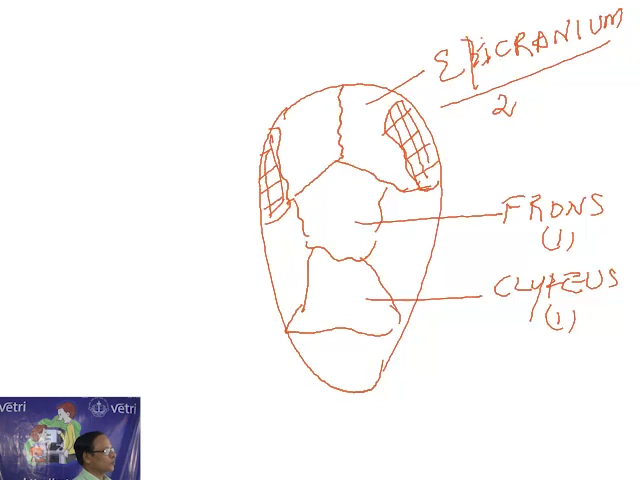 EPICRANIUM
2
FRONS
(1)
CLYPEUS
(1)
Vetri
Vetri